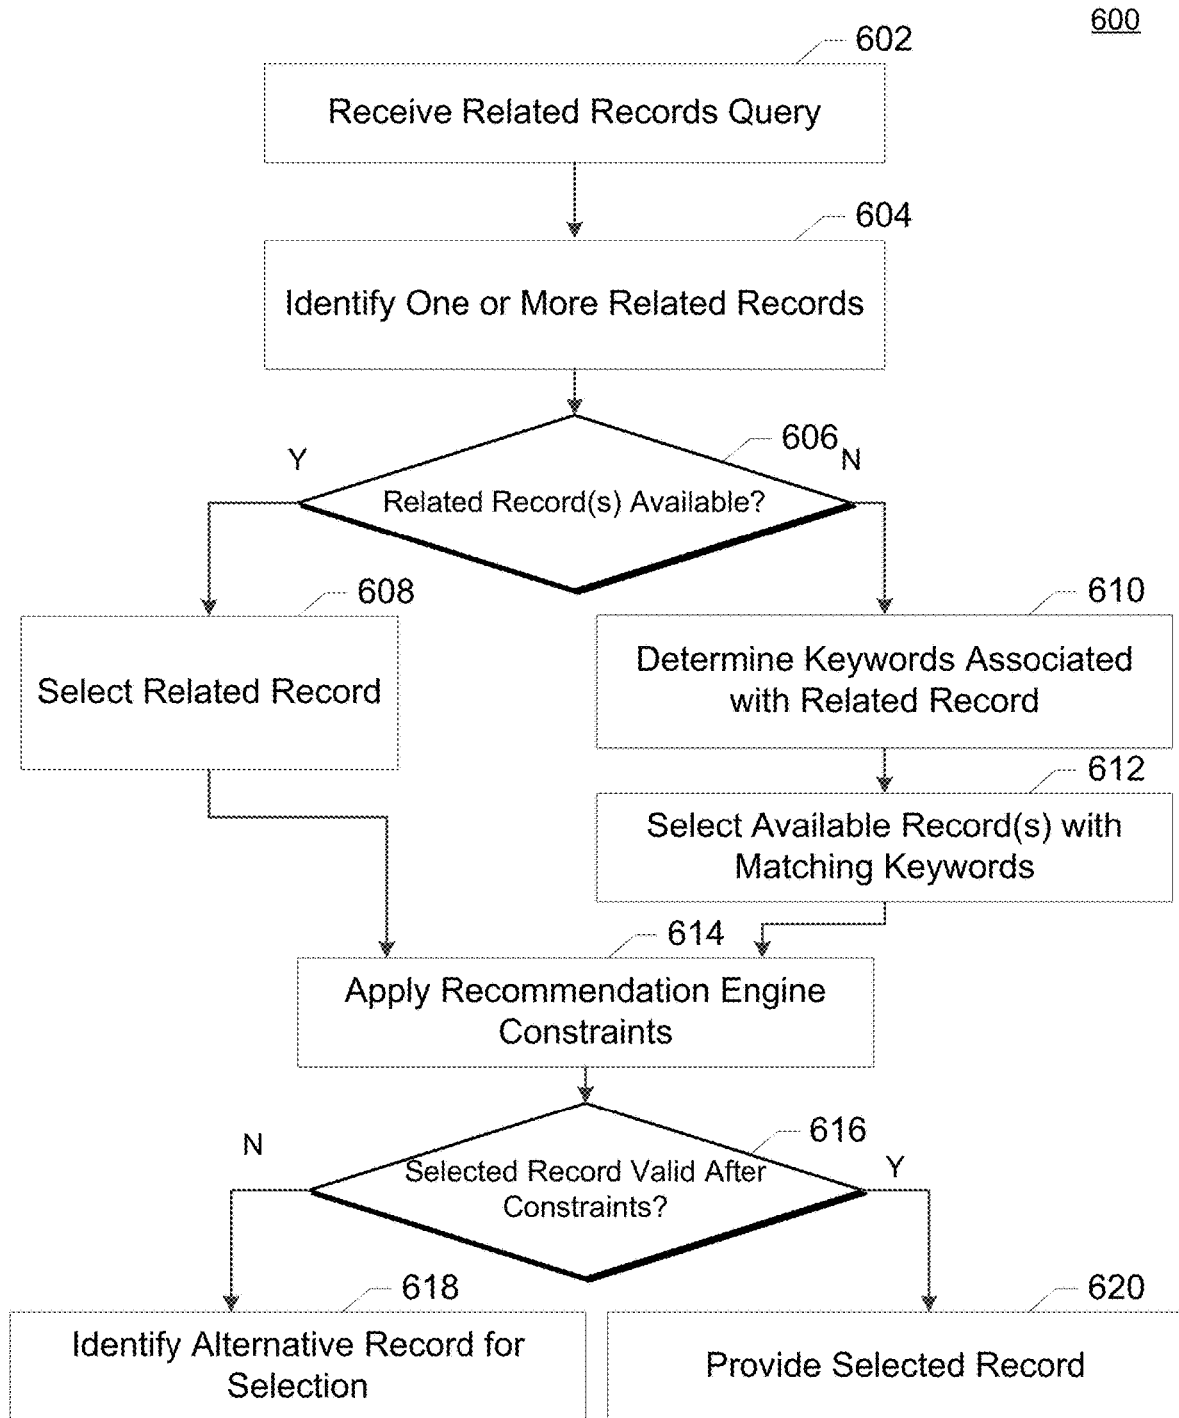 600
602
Receive Related Records Query
604
Identify One or More Related Records
606
Y
N
Related Record(s) Available?
608
610
Select Related Record
Determine Keywords Associated
with Related Record
612
Select Available Record(s) with
Matching Keywords
614
Apply Recommendation Engine
Constraints
616
N
Y
Selected Record Valid After
Constraints?
618
620
Identify Alternative Record for
Selection
Provide Selected Record